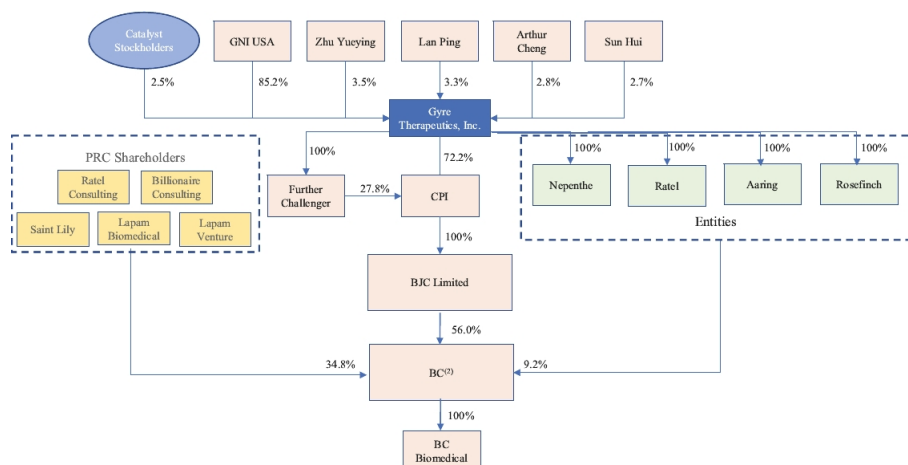 Catalyst
Stockholders
GNI USA
Zhu Yueying
Lan Ping
Arthur
Cheng
Sun Hui
2.5%
85.2%
3.5%
3.3%
2.8%
2.7%
Gyre
Therapeutics, Inc.
PRC Shareholders
Ratel
Consulting
Billionaire
Consulting
Saint Lily
Lapam
Biomedical
Lapam
Venture
100%
72.2%
100%
100%
100%
100%
Further
Challenger
27.8%
CPI
Nepenthe
Ratel
Aaring
Rosefinch
Entities
100%
BJC Limited
56.0%
34.8%
BC(2)
9.2%
100%
BC
Biomedical